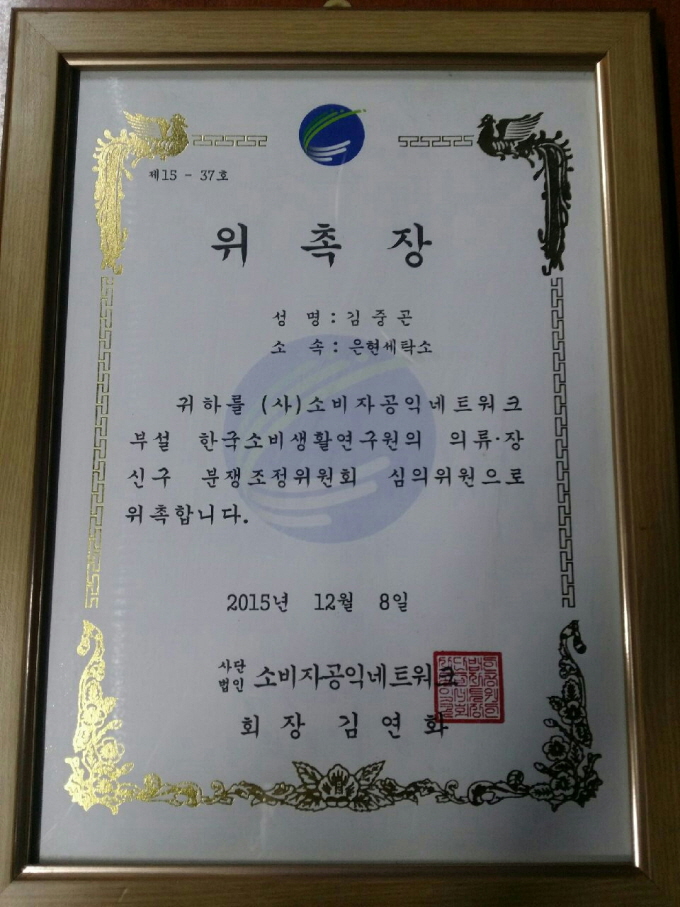 제15 - 37호
위 촉 장
성 명 : 김 중 곤
소 속 : 은현세탁소
귀하를 (사)소비자공익네트워크
부설 한국소비생활연구원의 의류·장
신구 분쟁조정위원회 심의위원으로
위촉합니다.
2015년 12월 8일
사단법인 소비자공익네트워크
회 장 김 연 화